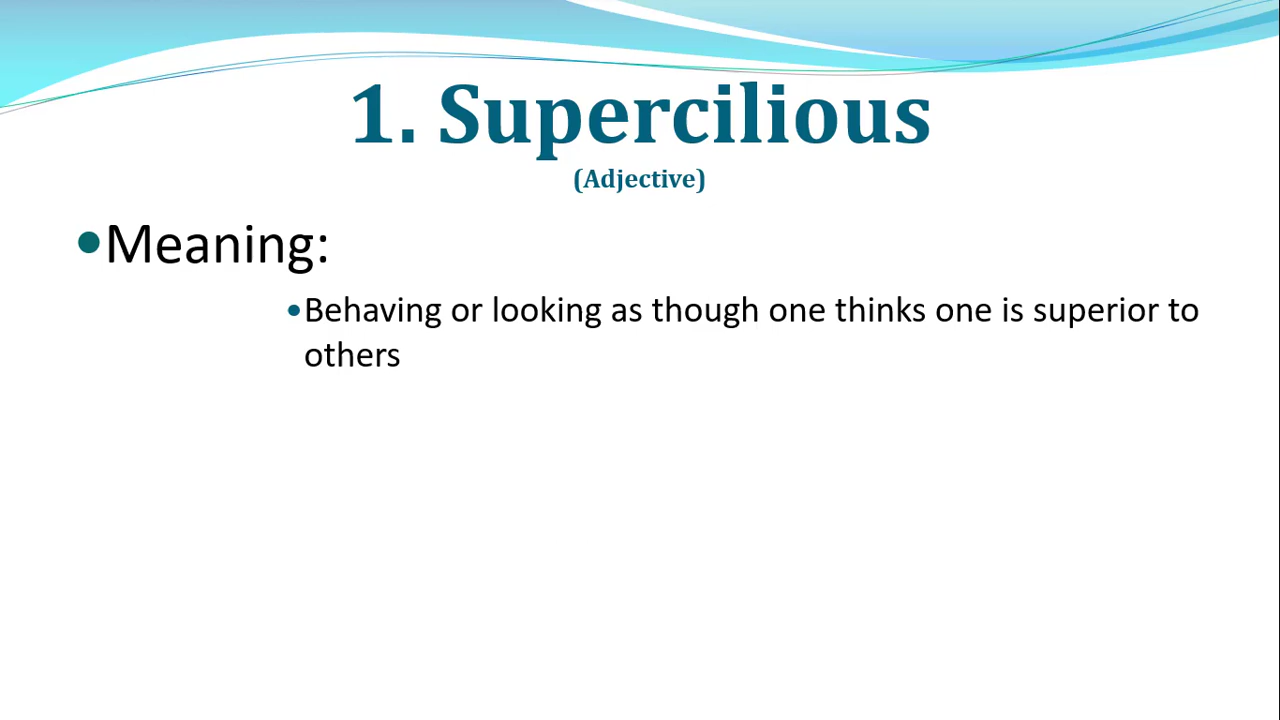 1. Supercilious
(Adjective)
•Meaning:
•Behaving or looking as though one thinks one is superior to
others